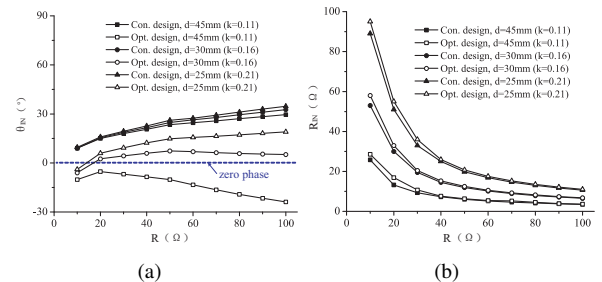 Con. design, d=45mm (k=0.11)
Opt. design, d=45mm (k=0.11)
Con. design, d=30mm (k=0.16)
Opt. design, d=30mm (k=0.16)
Con. design, d=25mm (k=0.21)
Opt. design, d=25mm (k=0.21)
90
60
30
0
-30
θIN (°)
zero phase
0 20 40 60 80 100
R (Ω)
(a)
Con. design, d=45mm (k=0.11)
Opt. design, d=45mm (k=0.11)
Con. design, d=30mm (k=0.16)
Opt. design, d=30mm (k=0.16)
Con. design, d=25mm (k=0.21)
Opt. design, d=25mm (k=0.21)
100
80
60
40
20
0
RIN (Ω)
0 20 40 60 80 100
R (Ω)
(b)